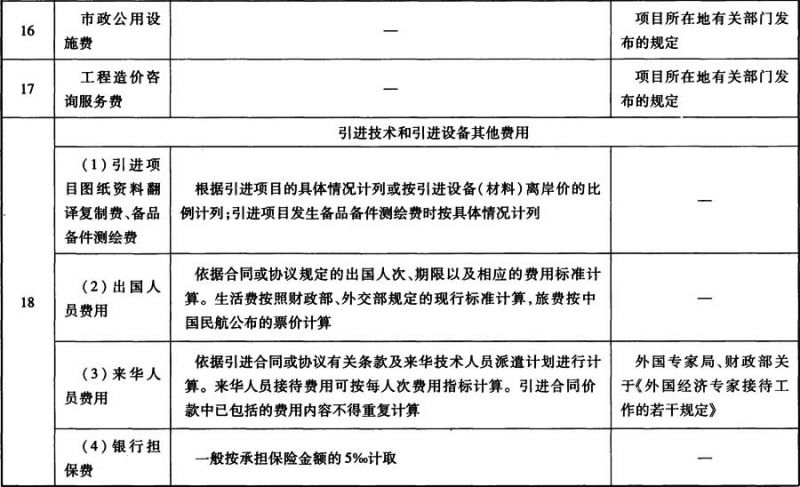 16
市政公用设
施费
—
项目所在地有关部门发
布的规定
17
工程造价咨
询服务费
—
项目所在地有关部门发
布的规定
18
引进技术和引进设备其他费用
(1)引进项
目图纸资料翻
译复制费、备品
备件测绘费
根据引进项目的具体情况计列或按引进设备(材料)离岸价的比
例计列;引进项目发生备品备件测绘费时按具体情况计列
—
(2)出国人
员费用
依据合同或协议规定的出国人次、期限以及相应的费用标准计
算。生活费按照财政部、外交部规定的现行标准计算,旅费按中
国民航公布的票价计算
—
(3)来华人
员费用
依据引进合同或协议有关条款及来华技术人员派遣计划进行计
算。来华人员接待费用可按每人次费用指标计算。引进合同价
款中已包括的费用内容不得重复计算
外国专家局、财政部关
于《外国经济专家接待工
作的若干规定》
(4)银行担
保费
一般按承担保险金额的5‰计取